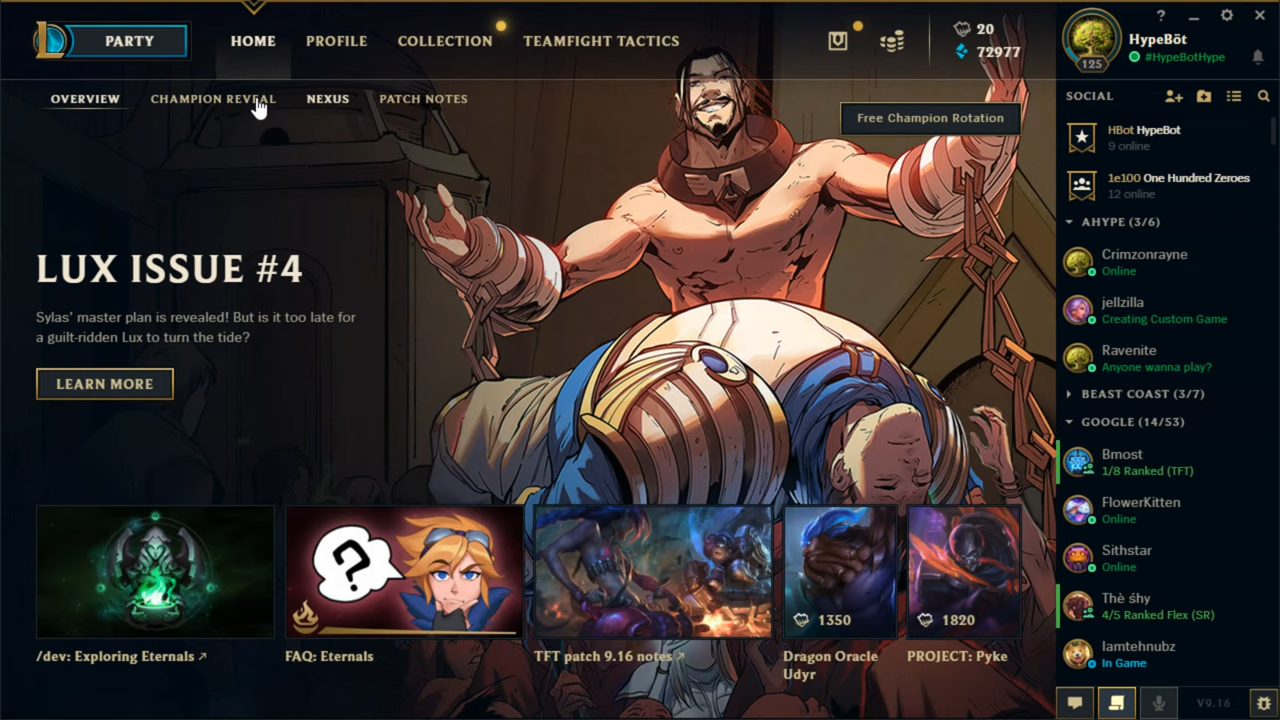 PARTY
HOME
PROFILE
COLLECTION
TEAMFIGHT TACTICS
20
72977
?
125
HypeBöt
#HypeBotHype
OVERVIEW
CHAMPION REVEAL
NEXUS
PATCH NOTES
Free Champion Rotation
LUX ISSUE #4
Sylas' master plan is revealed! But is it too late for
a guilt-ridden Lux to turn the tide?
LEARN MORE
?
1350
1820
/dev: Exploring Eternals
FAQ: Eternals
TFT patch 9.16 notes
Dragon Oracle
Udyr
PROJECT: Pyke
SOCIAL
HBot HypeBot
9 online
1e100 One Hundred Zeroes
12 online
AHYPE (3/6)
Crimzonrayne
Online
jellzilla
Creating Custom Game
Ravenite
Anyone wanna play?
BEAST COAST (3/7)
GOOGLE (14/53)
Bmost
1/8 Ranked (TFT)
FlowerKitten
Online
Sithstar
Online
Thè śhy
4/5 Ranked Flex (SR)
Iamtehnubz
In Game
V9.16